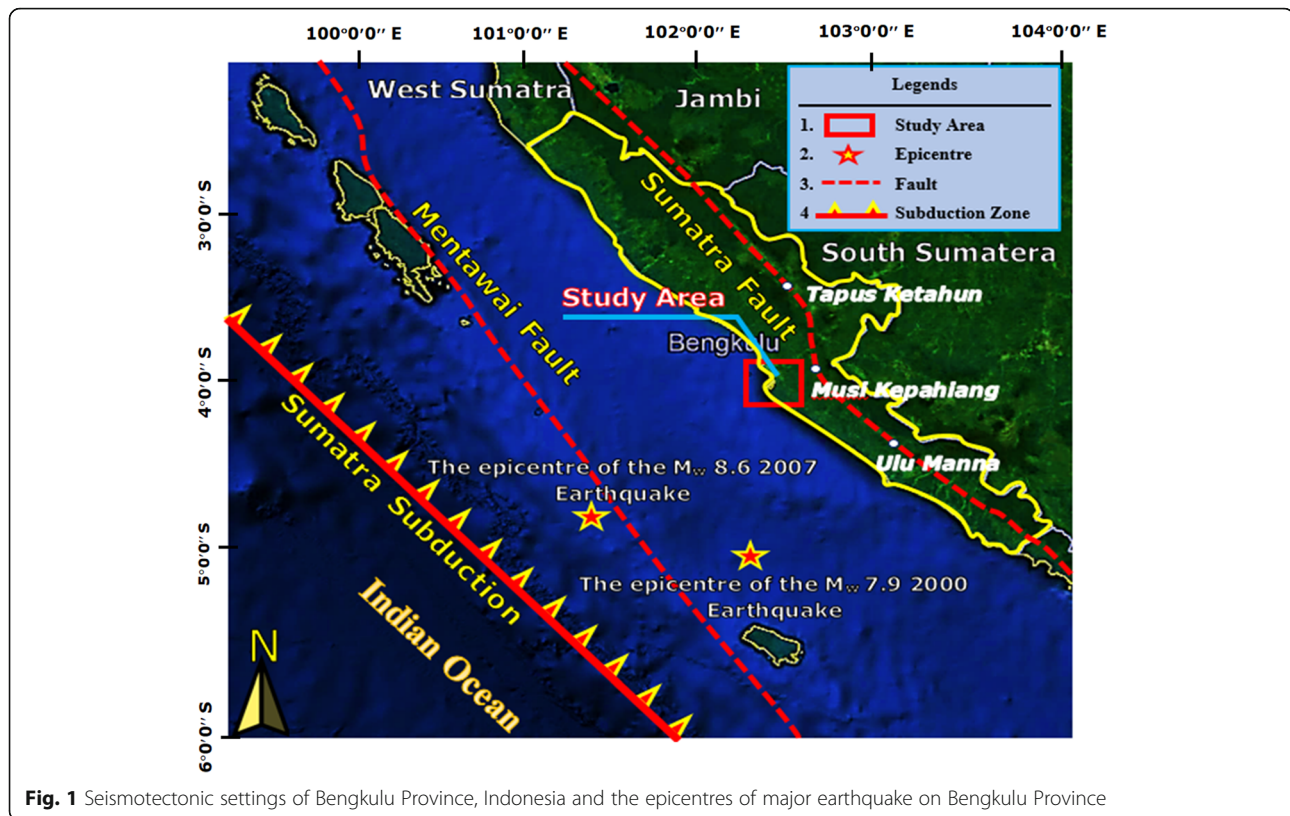 100°0'0'' E 101°0'0'' E 102°0'0'' E 103°0'0'' E 104°0'0'' E
West Sumatra
Jambi
Legends
1. Study Area
2. Epicentre
3. Fault
4 Subduction Zone
3°0'0''S
4°0'0''S
5°0'0''S
6°0'0''S
Sumatra Fault
Mentawai Fault
South Sumatera
Tapus Ketahun
Study Area
Bengkulu
Musi Kepahiang
Ulu Manna
The epicentre of the Mw 8.6 2007
Earthquake
The epicentre of the Mw 7.9 2000
Earthquake
Sumatra Subduction
Indian Ocean
N
Fig. 1 Seismotectonic settings of Bengkulu Province, Indonesia and the epicentres of major earthquake on Bengkulu Province